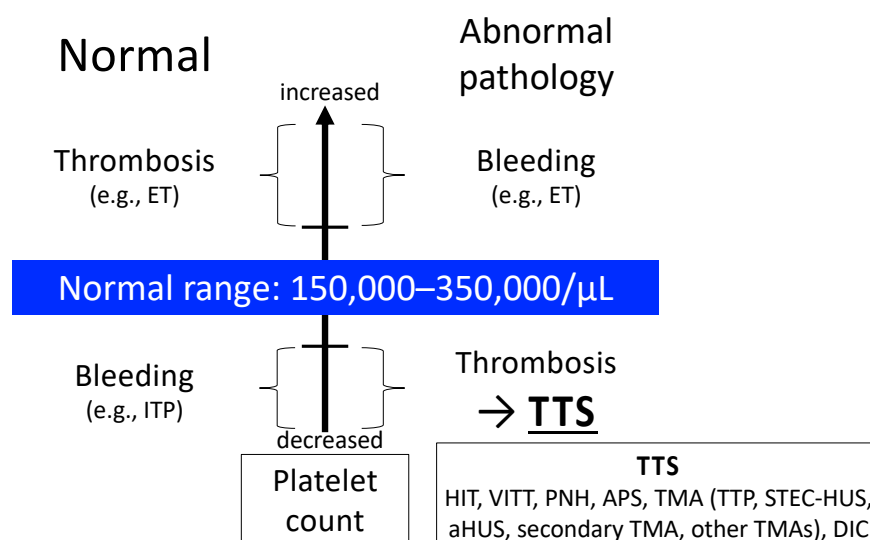 Normal
Abnormal
pathology
increased
Thrombosis
(e.g., ET)
Bleeding
(e.g., ET)
Normal range: 150,000–350,000/μL
Bleeding
(e.g., ITP)
Thrombosis
→ TTS
decreased
Platelet
count
TTS
HIT, VITT, PNH, APS, TMA (TTP, STEC-HUS,
aHUS, secondary TMA, other TMAs), DIC